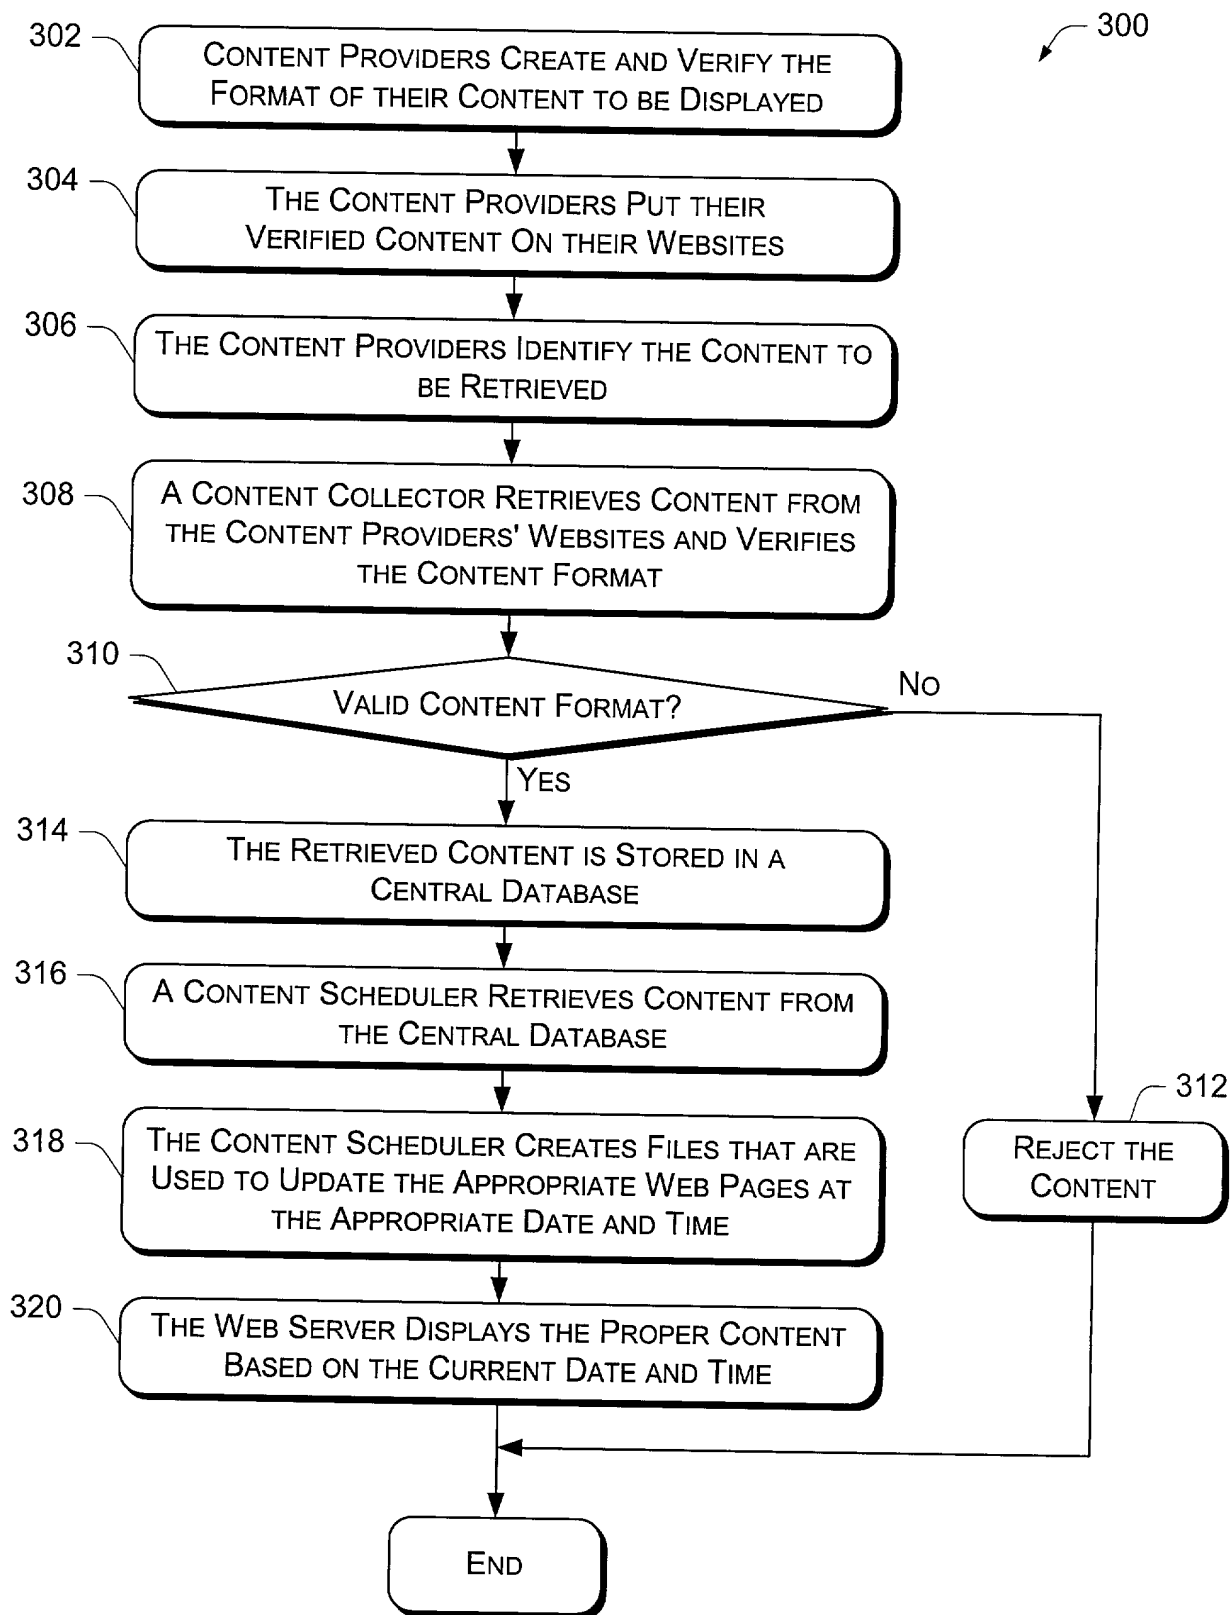 300
302
CONTENT PROVIDERS CREATE AND VERIFY THE
FORMAT OF THEIR CONTENT TO BE DISPLAYED
304
THE CONTENT PROVIDERS PUT THEIR
VERIFIED CONTENT ON THEIR WEBSITES
306
THE CONTENT PROVIDERS IDENTIFY THE CONTENT TO
BE RETRIEVED
308
A CONTENT COLLECTOR RETRIEVES CONTENT FROM
THE CONTENT PROVIDERS' WEBSITES AND VERIFIES
THE CONTENT FORMAT
310
VALID CONTENT FORMAT?
NO
YES
314
THE RETRIEVED CONTENT IS STORED IN A
CENTRAL DATABASE
316
A CONTENT SCHEDULER RETRIEVES CONTENT FROM
THE CENTRAL DATABASE
312
REJECT THE
CONTENT
318
THE CONTENT SCHEDULER CREATES FILES THAT ARE
USED TO UPDATE THE APPROPRIATE WEB PAGES AT
THE APPROPRIATE DATE AND TIME
320
THE WEB SERVER DISPLAYS THE PROPER CONTENT
BASED ON THE CURRENT DATE AND TIME
END